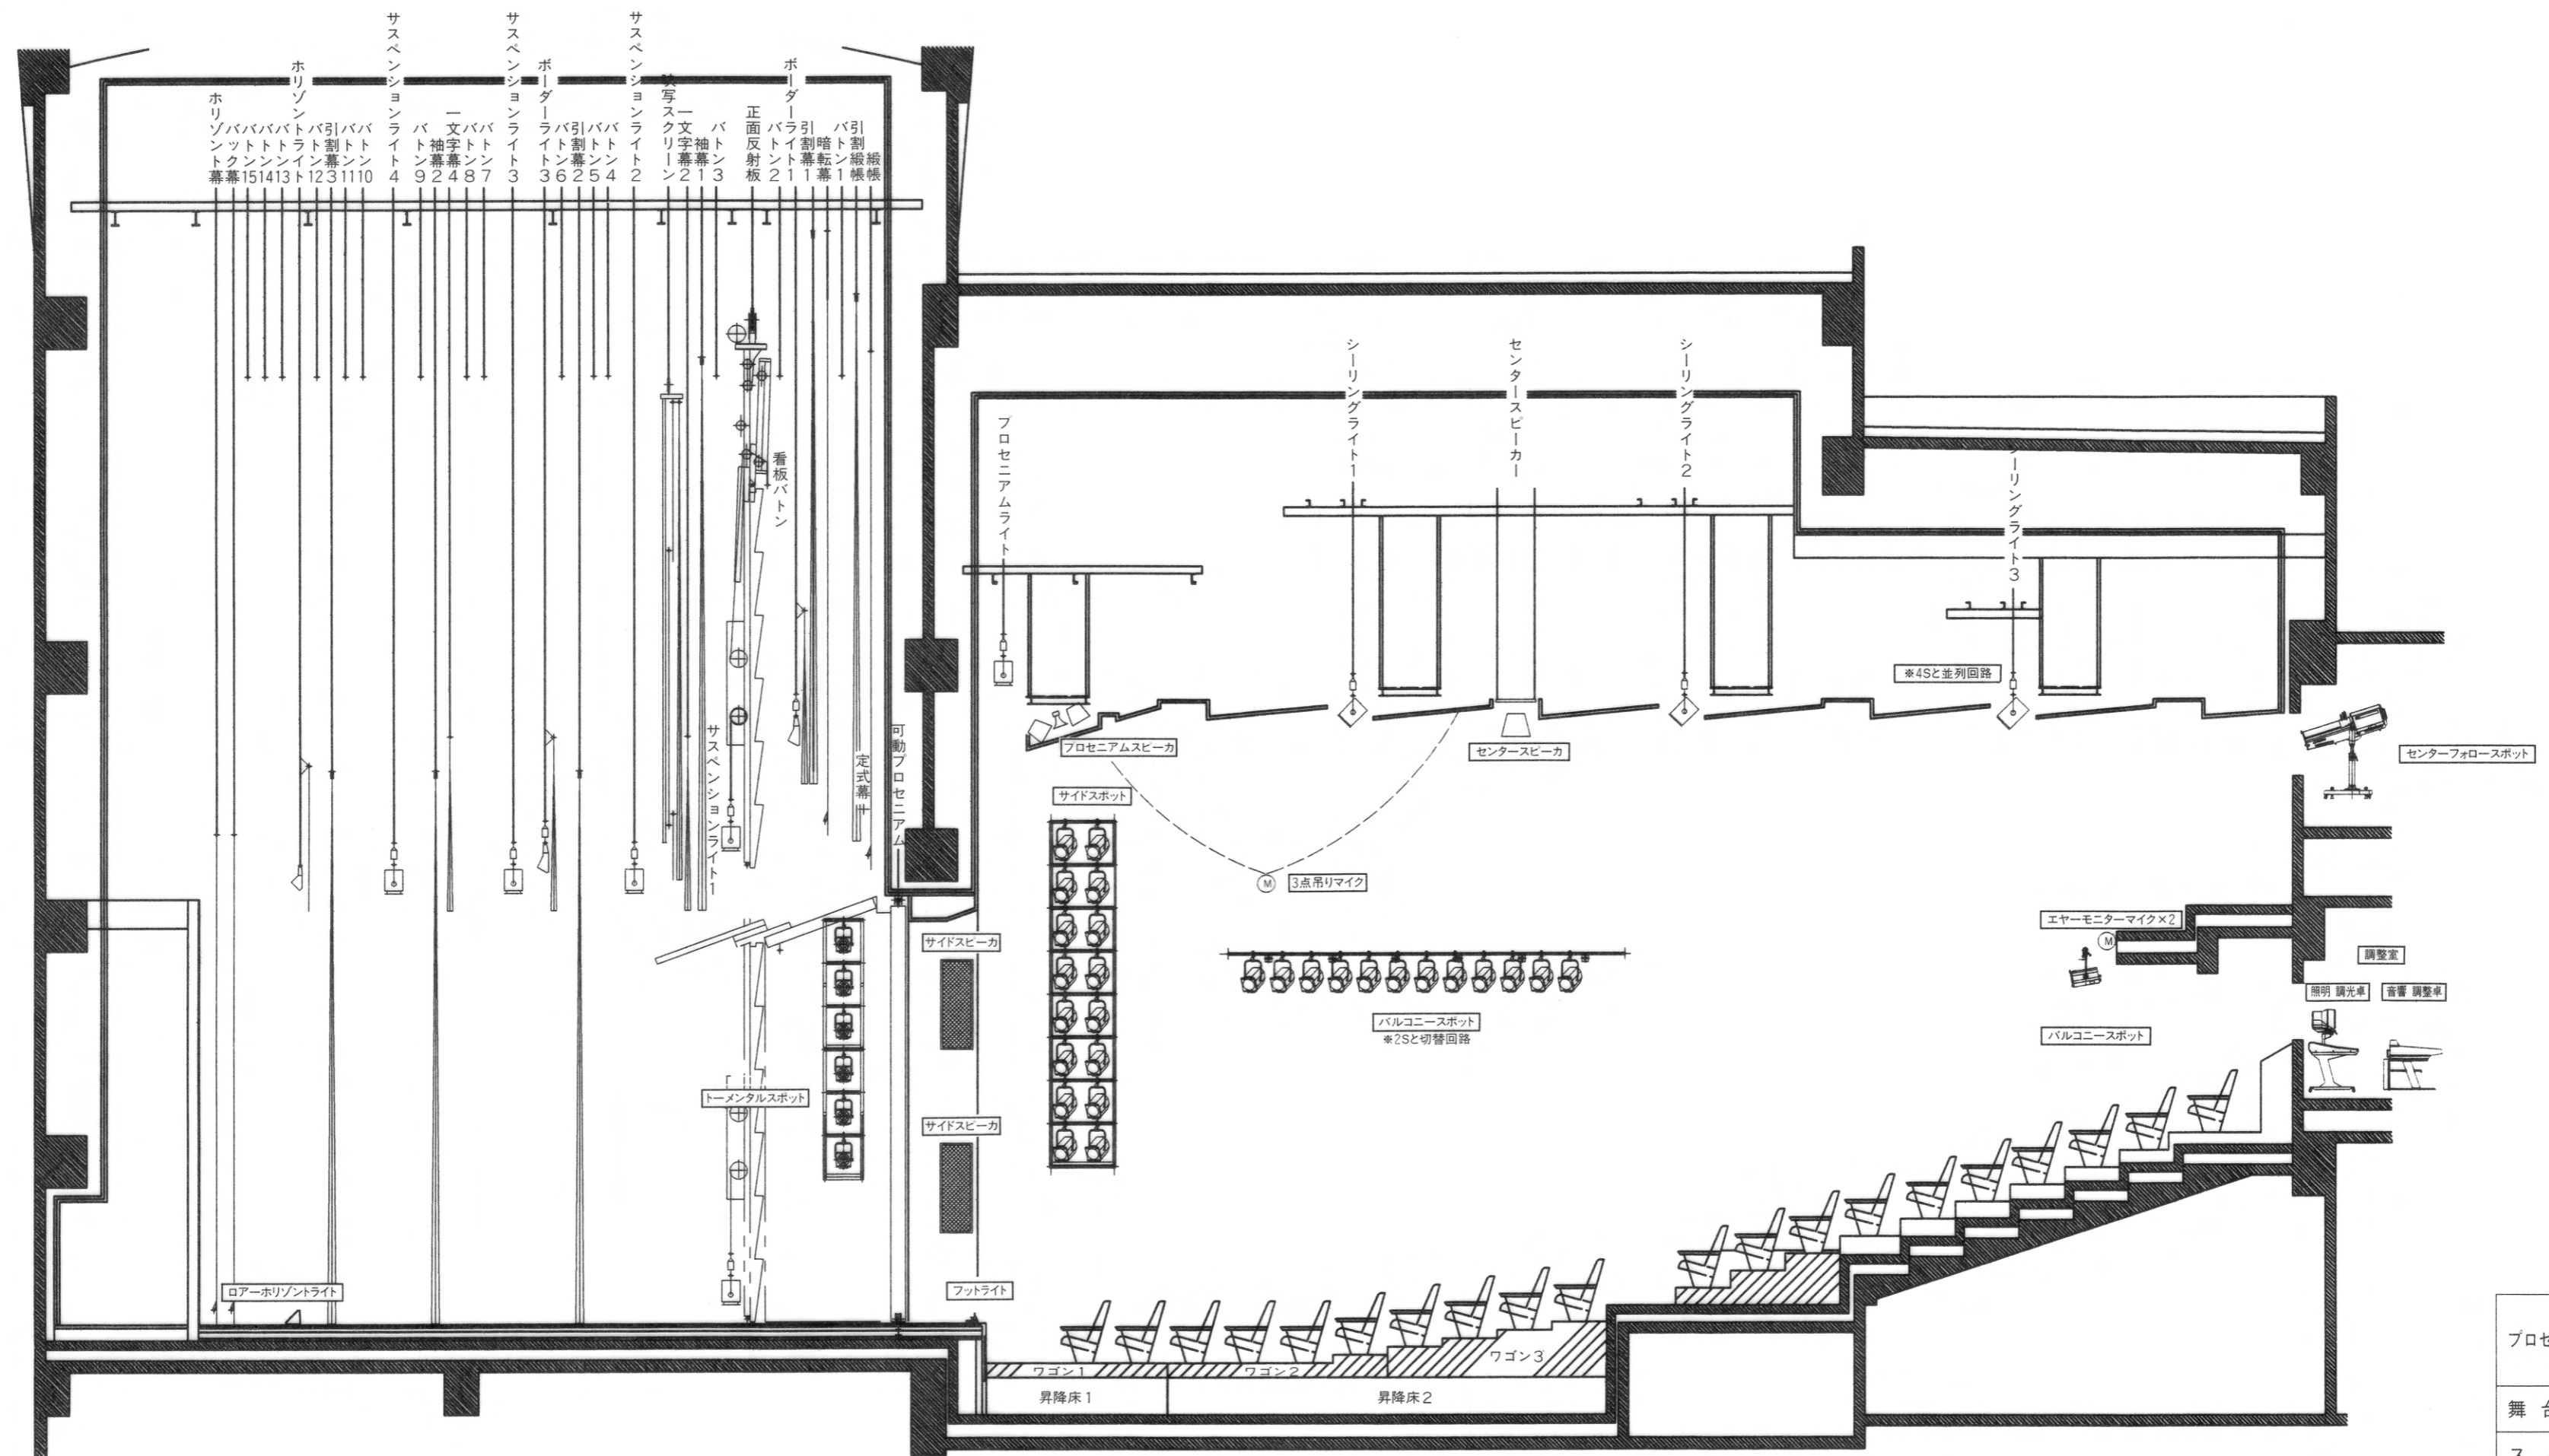 ホリゾント幕
バック幕
バトン15
バトン14
バトン13
ホリゾントライト
バトン12
引割幕3
バトン11
バトン10
サスペンションライト4
バトン9
袖幕2
一文字幕4
バトン8
バトン7
サスペンションライト3
ボーダーライト3
バトン6
引割幕2
バトン5
バトン4
サスペンションライト2
映写スクリーン
一文字幕2
袖幕1
バトン3
正面反射板
バトン2
ボーダーライト1
引割幕1
暗転幕
バトン1
引割緞帳
緞帳
看板バトン
サスペンションライト1
定式幕
可動プロセニアム
プロセニアムライト
シーリングライト1
センタースピーカー
シーリングライト2
シーリングライト3
※4Sと並列回路
プロセニアムスピーカ
センタースピーカ
センターフォロースポット
サイドスポット
M
3点吊りマイク
エヤーモニターマイク×2
M
サイドスピーカ
調整室
照明 調光卓
音響 調整卓
バルコニースポット
※2Sと切替回路
バルコニースポット
トーメンタルスポット
サイドスピーカ
ロアーホリゾントライト
フットライト
ワゴン1
ワゴン2
ワゴン3
昇降床1
昇降床2
プロセ
舞 台
ス